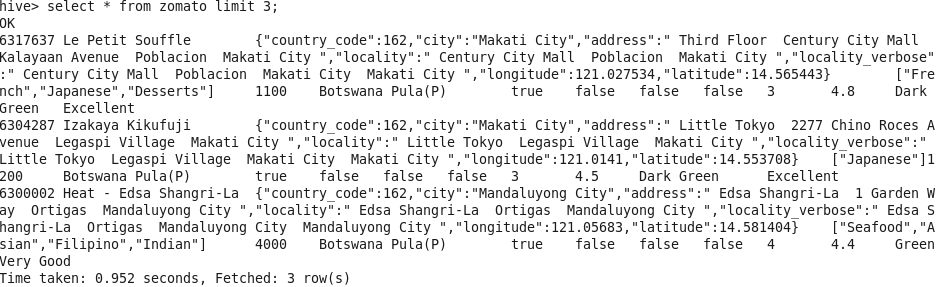 hive> select * from zomato limit 3;
OK
6317637 Le Petit Souffle        {"country_code":162,"city":"Makati City","address":" Third Floor  Century City Mall
Kalayaan Avenue  Poblacion  Makati City ","locality":" Century City Mall  Poblacion  Makati City ","locality_verbose"
:" Century City Mall  Poblacion  Makati City  Makati City ","longitude":121.027534,"latitude":14.565443}        ["Fre
nch","Japanese","Desserts"]     1100    Botswana Pula(P)        true    false   false   false   3       4.8     Dark
Green   Excellent
6304287 Izakaya Kikufuji        {"country_code":162,"city":"Makati City","address":" Little Tokyo  2277 Chino Roces A
venue  Legaspi Village  Makati City ","locality":" Little Tokyo  Legaspi Village  Makati City ","locality_verbose":"
Little Tokyo  Legaspi Village  Makati City  Makati City ","longitude":121.0141,"latitude":14.553708}    ["Japanese"]1
200     Botswana Pula(P)        true    false   false   false   3       4.5     Dark Green      Excellent
6300002 Heat - Edsa Shangri-La  {"country_code":162,"city":"Mandaluyong City","address":" Edsa Shangri-La  1 Garden W
ay  Ortigas  Mandaluyong City ","locality":" Edsa Shangri-La  Ortigas  Mandaluyong City ","locality_verbose":" Edsa S
hangri-La  Ortigas  Mandaluyong City  Mandaluyong City ","longitude":121.05683,"latitude":14.581404}    ["Seafood","A
sian","Filipino","Indian"]      4000    Botswana Pula(P)        true    false   false   false   4       4.4     Green
Very Good
Time taken: 0.952 seconds, Fetched: 3 row(s)